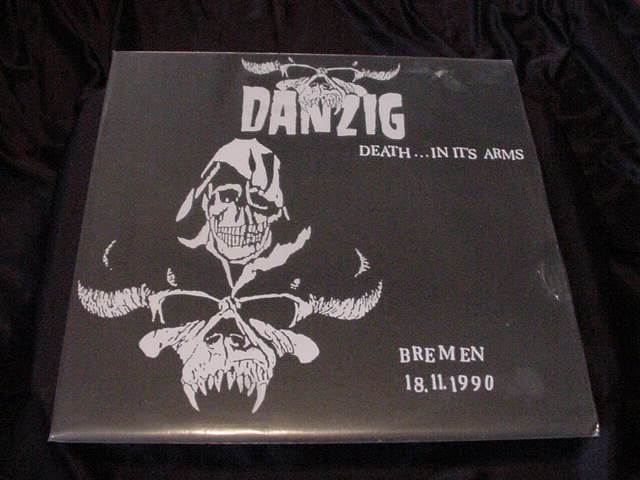 DANZIG
DEATH...IN IT'S ARMS
BREMEN
18.11.1990